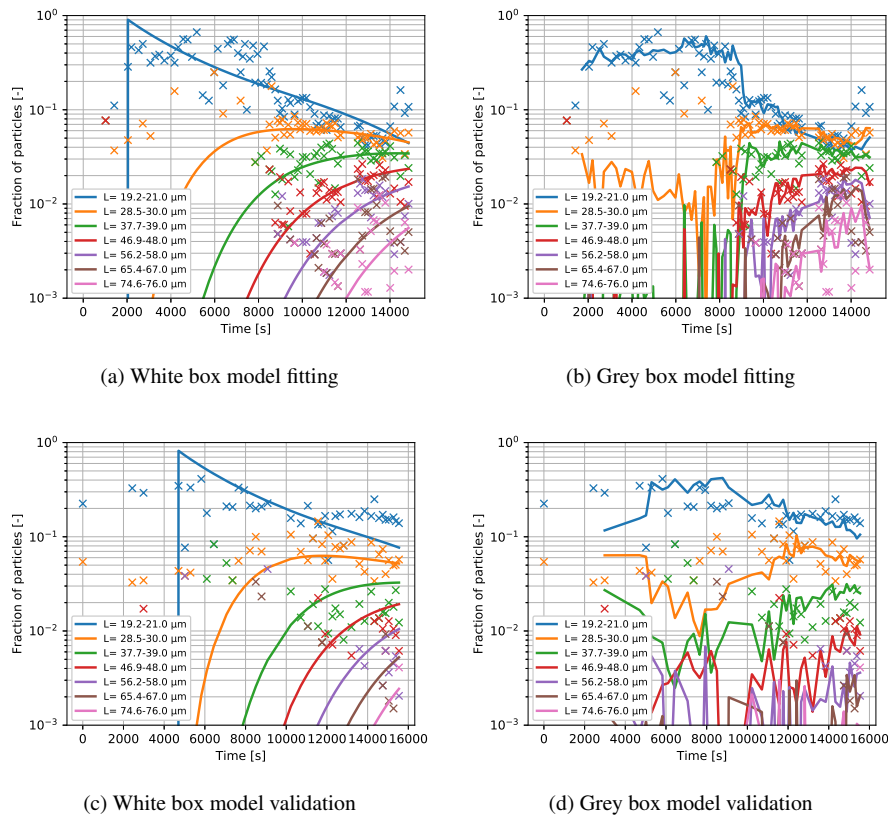 10⁰
10⁻¹
10⁻²
10⁻³
Fraction of particles [-]
L= 19.2-21.0 μm
L= 28.5-30.0 μm
L= 37.7-39.0 μm
L= 46.9-48.0 μm
L= 56.2-58.0 μm
L= 65.4-67.0 μm
L= 74.6-76.0 μm
0 2000 4000 6000 8000 10000 12000 14000
Time [s]
(a) White box model fitting
10⁰
10⁻¹
10⁻²
10⁻³
Fraction of particles [-]
L= 19.2-21.0 μm
L= 28.5-30.0 μm
L= 37.7-39.0 μm
L= 46.9-48.0 μm
L= 56.2-58.0 μm
L= 65.4-67.0 μm
L= 74.6-76.0 μm
0 2000 4000 6000 8000 10000 12000 14000
Time [s]
(b) Grey box model fitting
10⁰
10⁻¹
10⁻²
10⁻³
Fraction of particles [-]
L= 19.2-21.0 μm
L= 28.5-30.0 μm
L= 37.7-39.0 μm
L= 46.9-48.0 μm
L= 56.2-58.0 μm
L= 65.4-67.0 μm
L= 74.6-76.0 μm
0 2000 4000 6000 8000 10000 12000 14000 16000
Time [s]
(c) White box model validation
10⁰
10⁻¹
10⁻²
10⁻³
Fraction of particles [-]
L= 19.2-21.0 μm
L= 28.5-30.0 μm
L= 37.7-39.0 μm
L= 46.9-48.0 μm
L= 56.2-58.0 μm
L= 65.4-67.0 μm
L= 74.6-76.0 μm
0 2000 4000 6000 8000 10000 12000 14000 16000
Time [s]
(d) Grey box model validation